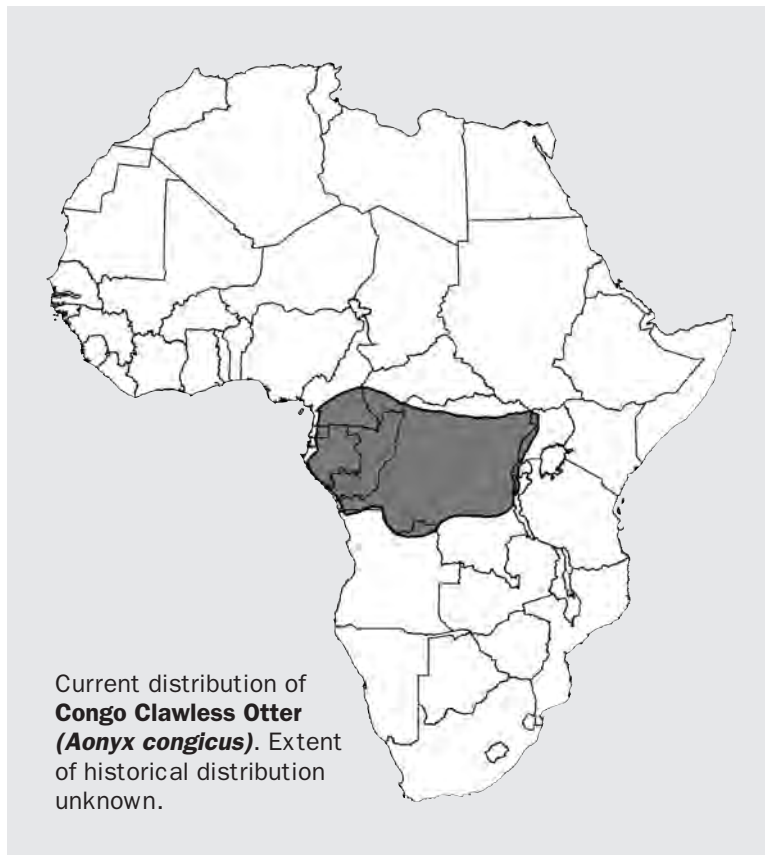 Current distribution of
Congo Clawless Otter
(Aonyx congicus). Extent
of historical distribution
unknown.